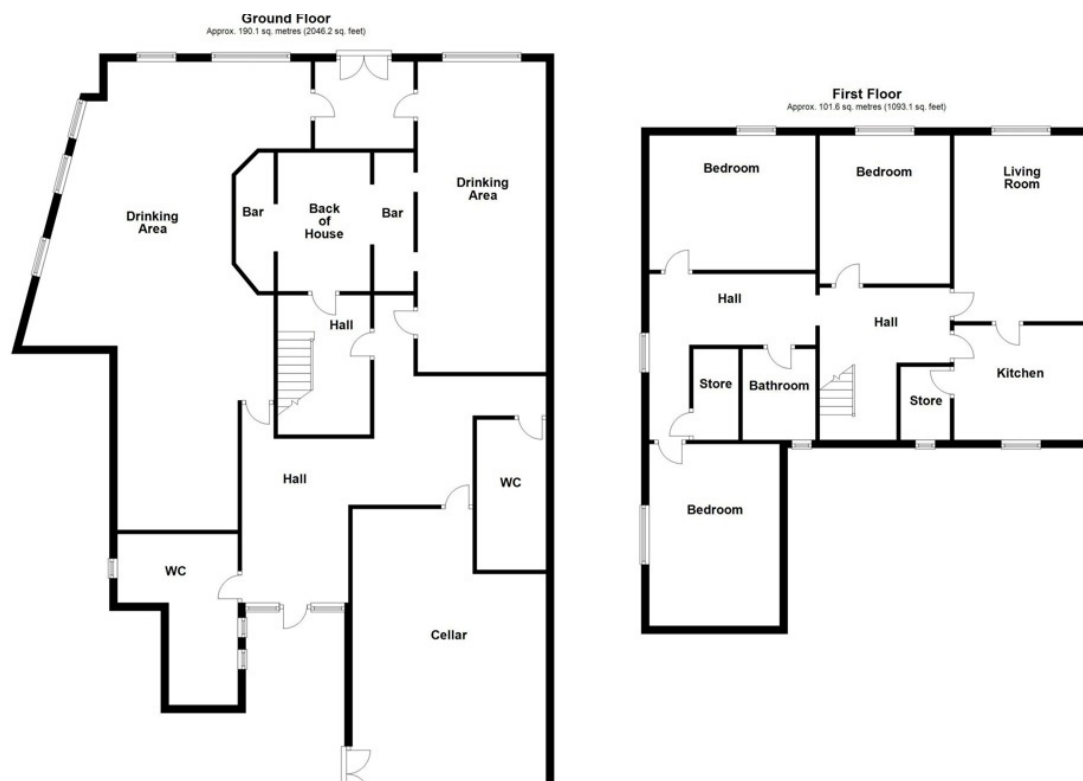 Ground Floor
Approx. 190.1 sq. metres (2046.2 sq. feet)
Drinking
Area
Bar
Back
of
House
Bar
Drinking
Area
Hall
Hall
WC
WC
Cellar
First Floor
Approx. 101.6 sq. metres (1093.1 sq. feet)
Bedroom
Bedroom
Living
Room
Hall
Hall
Store
Bathroom
Store
Kitchen
Bedroom